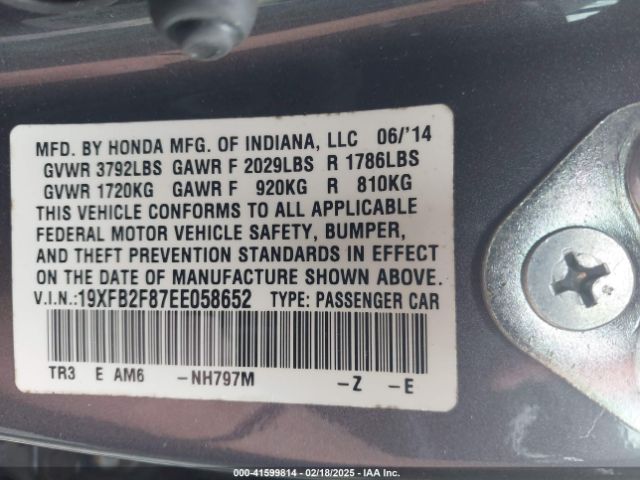 MFD. BY HONDA MFG. OF INDIANA, LLC 06/'14
GVWR 3792LBS GAWR F 2029LBS R 1786LBS
GVWR 1720KG GAWR F 920KG R 810KG
THIS VEHICLE CONFORMS TO ALL APPLICABLE
FEDERAL MOTOR VEHICLE SAFETY, BUMPER,
AND THEFT PREVENTION STANDARDS IN EFFECT
ON THE DATE OF MANUFACTURE SHOWN ABOVE.
V.I.N.:19XFB2F87EE058652 TYPE: PASSENGER CAR
TR3 E AM6 -NH797M -Z -E
000-41599814 - 02/18/2025 - IAA Inc.